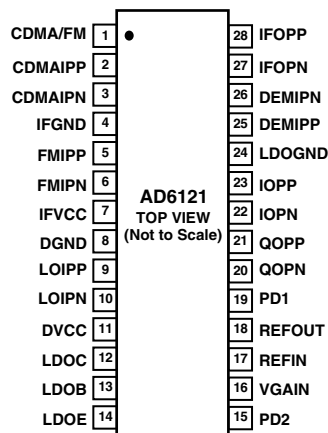 CDMA/FM 1
CDMAIPP 2
CDMAIPN 3
IFGND 4
FMIPP 5
FMIPN 6
IFVCC 7
DGND 8
LOIPP 9
LOIPN 10
DVCC 11
LDOC 12
LDOB 13
LDOE 14
AD6121
TOP VIEW
(Not to Scale)
28 IFOPP
27 IFOPN
26 DEMIPN
25 DEMIPP
24 LDOGND
23 IOPP
22 IOPN
21 QOPP
20 QOPN
19 PD1
18 REFOUT
17 REFIN
16 VGAIN
15 PD2